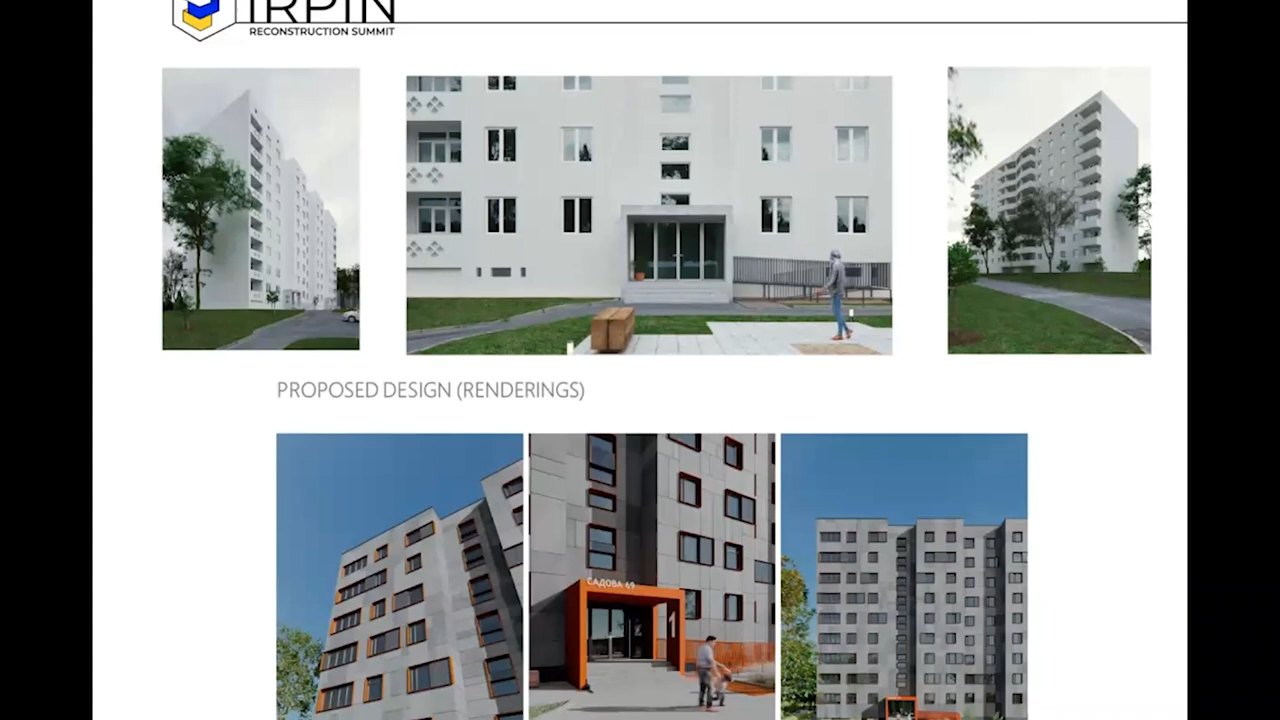 IRPIN
RECONSTRUCTION SUMMIT
PROPOSED DESIGN (RENDERINGS)
САДОВА 69
1